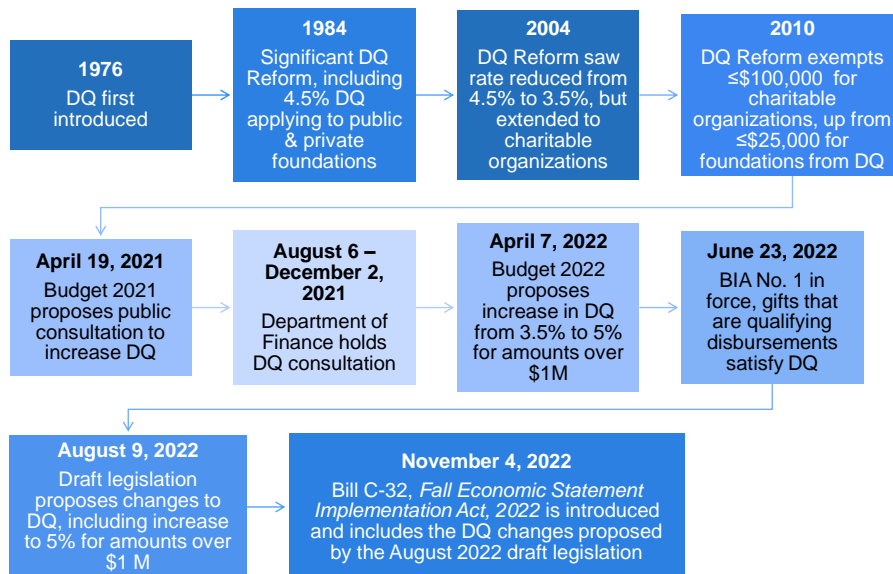 1976
DQ first
introduced
1984
Significant DQ
Reform, including
4.5% DQ
applying to public
& private
foundations
2004
DQ Reform saw
rate reduced from
4.5% to 3.5%, but
extended to
charitable
organizations
2010
DQ Reform exempts
≤$100,000 for
charitable
organizations, up from
≤$25,000 for
foundations from DQ
April 19, 2021
Budget 2021
proposes public
consultation to
increase DQ
August 6 –
December 2,
2021
Department of
Finance holds
DQ consultation
April 7, 2022
Budget 2022
proposes
increase in DQ
from 3.5% to 5%
for amounts over
$1M
June 23, 2022
BIA No. 1 in
force, gifts that
are qualifying
disbursements
satisfy DQ
August 9, 2022
Draft legislation
proposes changes to
DQ, including increase
to 5% for amounts over
$1 M
November 4, 2022
Bill C-32, Fall Economic Statement
Implementation Act, 2022 is introduced
and includes the DQ changes proposed
by the August 2022 draft legislation